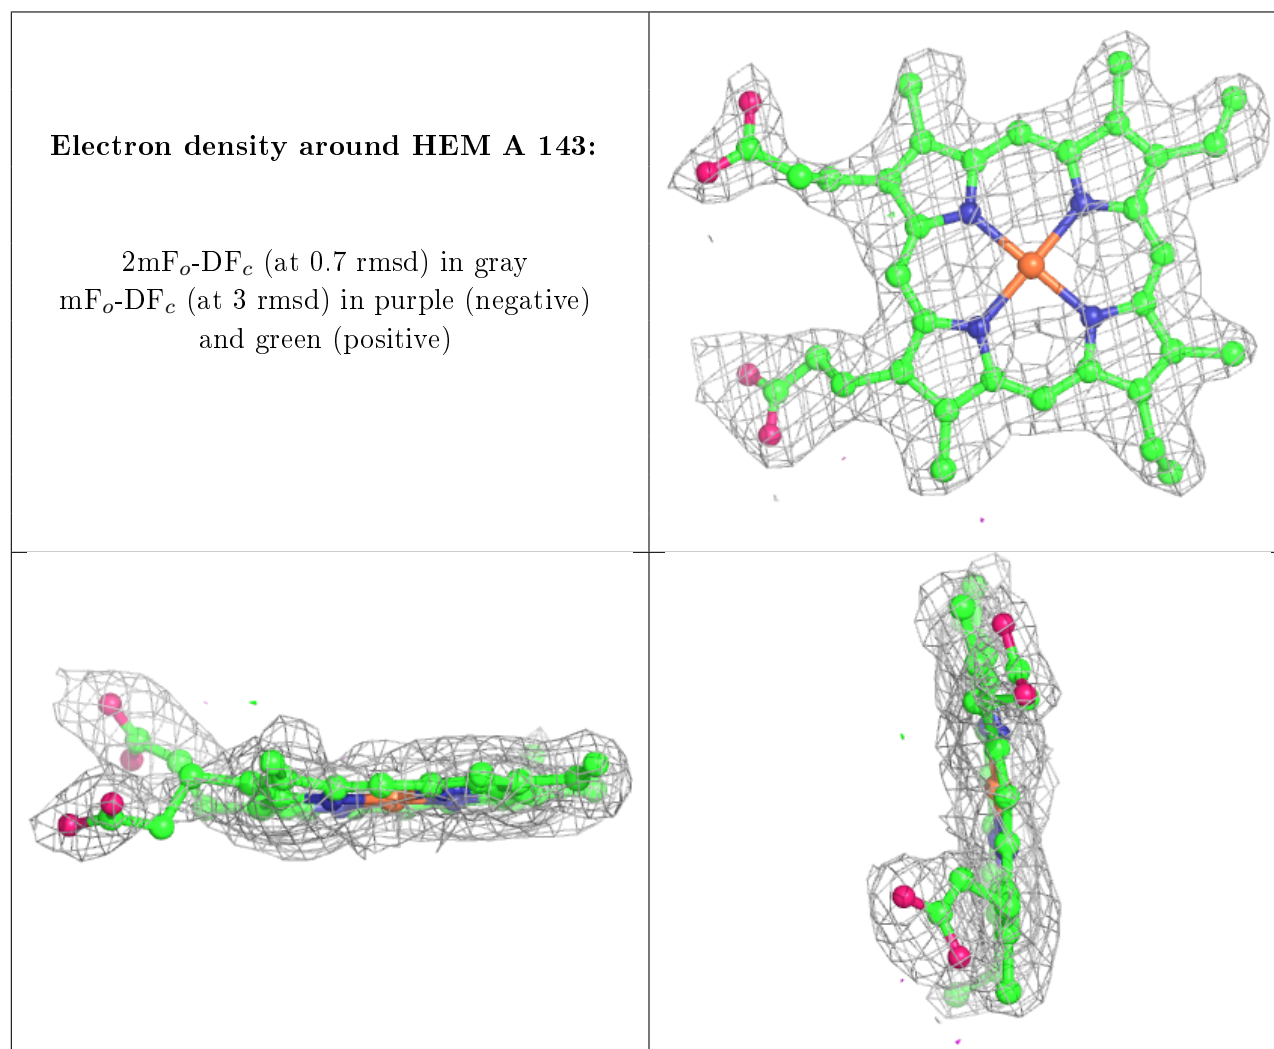 Electron density around HEM A 143:
2mFₒ-DF𝒸 (at 0.7 rmsd) in gray
mFₒ-DF𝒸 (at 3 rmsd) in purple (negative)
and green (positive)